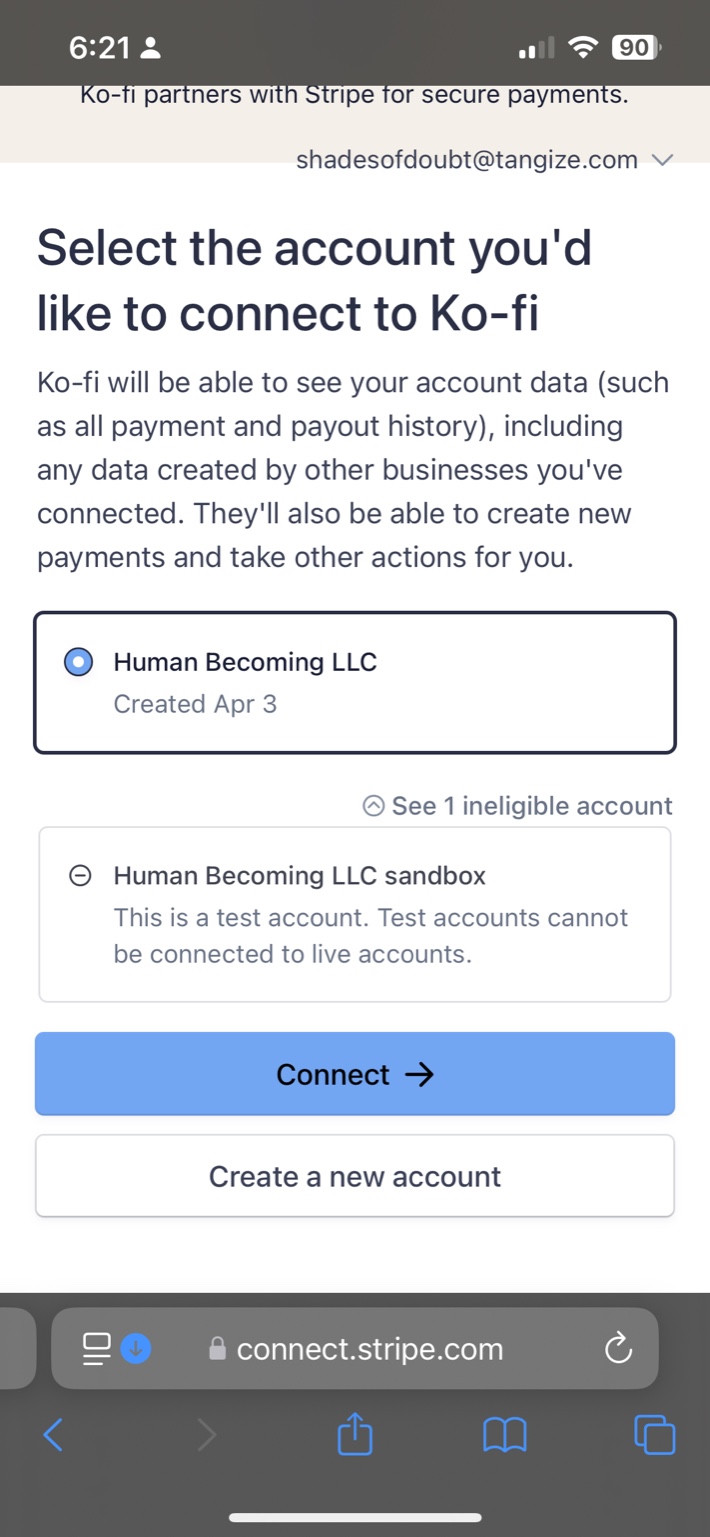 6:21
90
Ko-fi partners with Stripe for secure payments.
shadesofdoubt@tangize.com
Select the account you'd
like to connect to Ko-fi
Ko-fi will be able to see your account data (such
as all payment and payout history), including
any data created by other businesses you've
connected. They'll also be able to create new
payments and take other actions for you.
Human Becoming LLC
Created Apr 3
See 1 ineligible account
Human Becoming LLC sandbox
This is a test account. Test accounts cannot
be connected to live accounts.
Connect →
Create a new account
connect.stripe.com